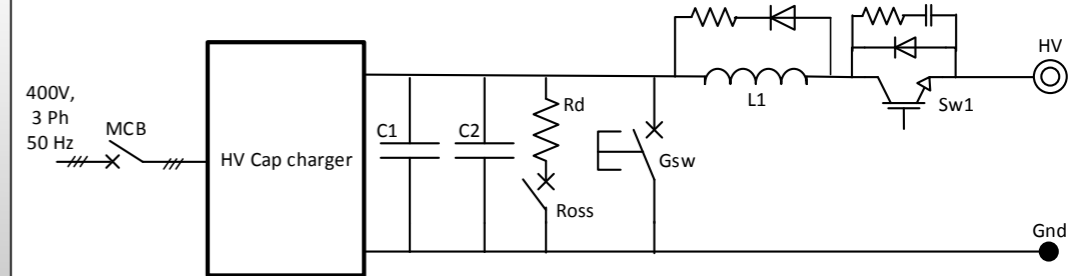 400V,
3 Ph
50 Hz
MCB
HV Cap charger
C1
C2
Rd
Ross
Gsw
L1
Sw1
HV
Gnd